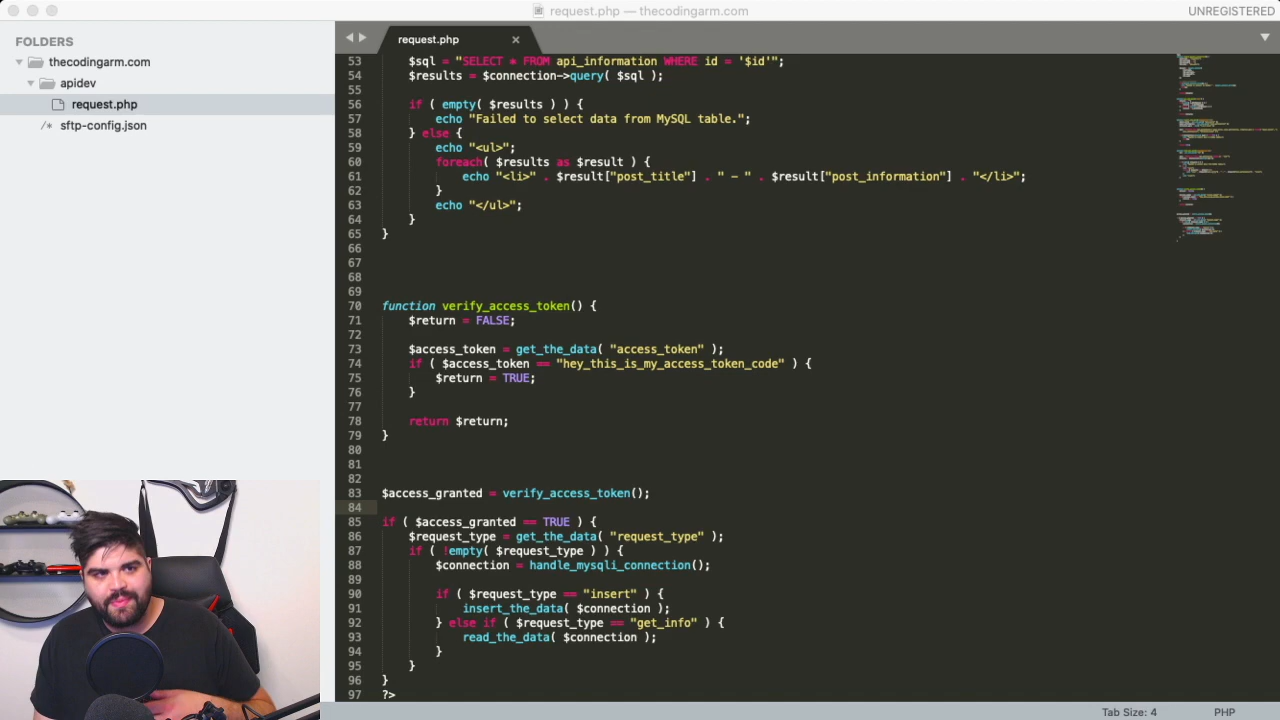 request.php — thecodingarm.com
UNREGISTERED
FOLDERS
thecodingarm.com
apidev
request.php
/* sftp-config.json
request.php ×
53 $sql = "SELECT * FROM api_information WHERE id = '$id'";
54 $results = $connection->query( $sql );
55
56 if ( empty( $results ) ) {
57 echo "Failed to select data from MySQL table.";
58 } else {
59 echo "<ul>";
60 foreach( $results as $result ) {
61 echo "<li>" . $result["post_title"] . " - " . $result["post_information"] . "</li>";
62 }
63 echo "</ul>";
64 }
65 }
66
67
68
69
70 function verify_access_token() {
71 $return = FALSE;
72
73 $access_token = get_the_data( "access_token" );
74 if ( $access_token == "hey_this_is_my_access_token_code" ) {
75 $return = TRUE;
76 }
77
78 return $return;
79 }
80
81
82
83 $access_granted = verify_access_token();
84
85 if ( $access_granted == TRUE ) {
86 $request_type = get_the_data( "request_type" );
87 if ( !empty( $request_type ) ) {
88 $connection = handle_mysqli_connection();
89
90 if ( $request_type == "insert" ) {
91 insert_the_data( $connection );
92 } else if ( $request_type == "get_info" ) {
93 read_the_data( $connection );
94 }
95 }
96 }
97 ?>
Tab Size: 4
PHP